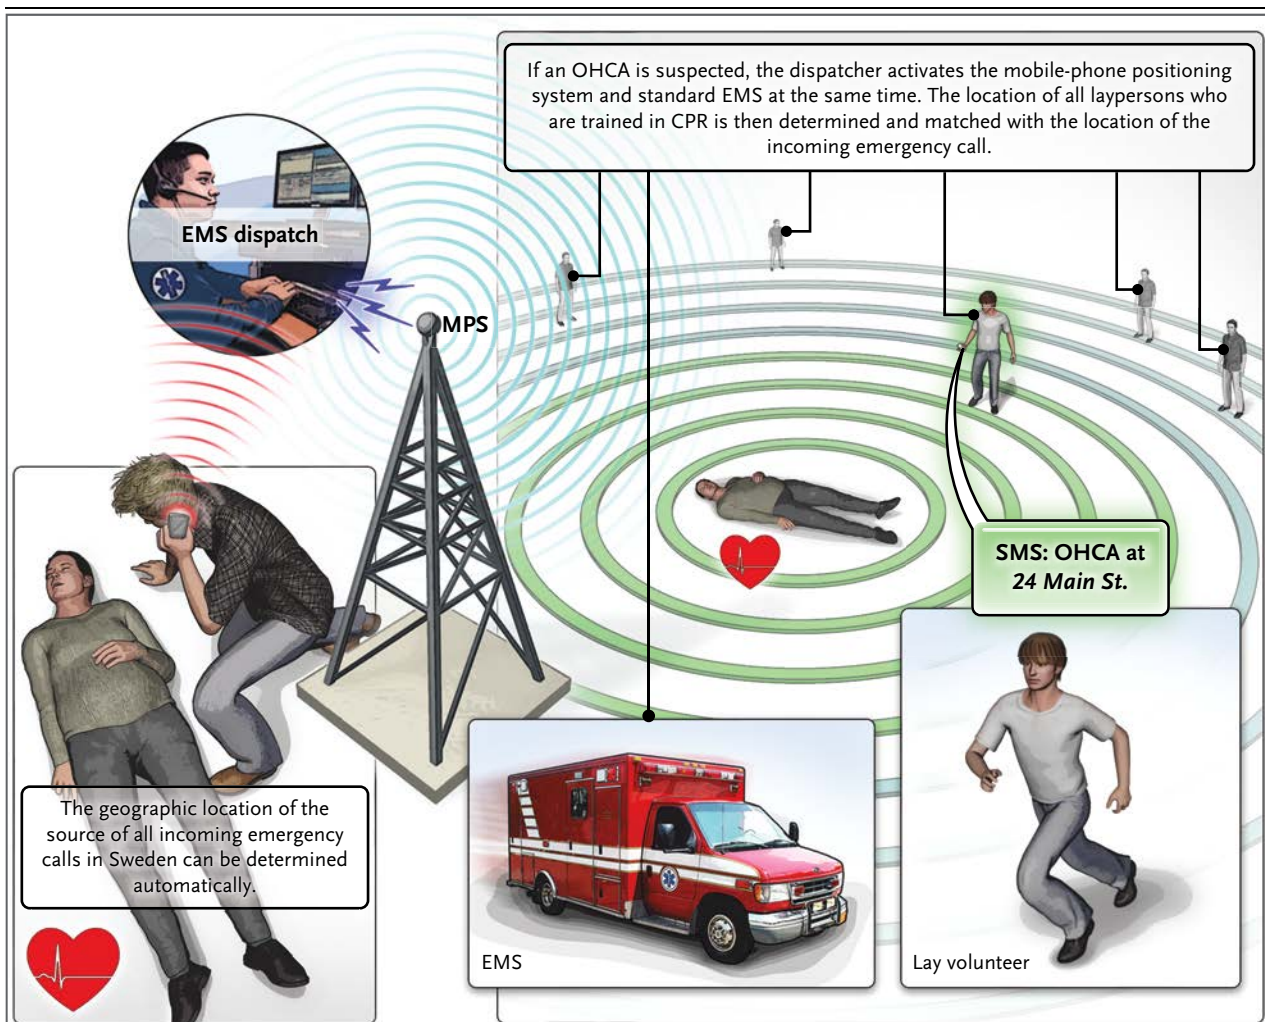 If an OHCA is suspected, the dispatcher activates the mobile-phone positioning
system and standard EMS at the same time. The location of all laypersons who
are trained in CPR is then determined and matched with the location of the
incoming emergency call.
EMS dispatch
MPS
SMS: OHCA at
24 Main St.
The geographic location of the
source of all incoming emergency
calls in Sweden can be determined
automatically.
EMS
Lay volunteer